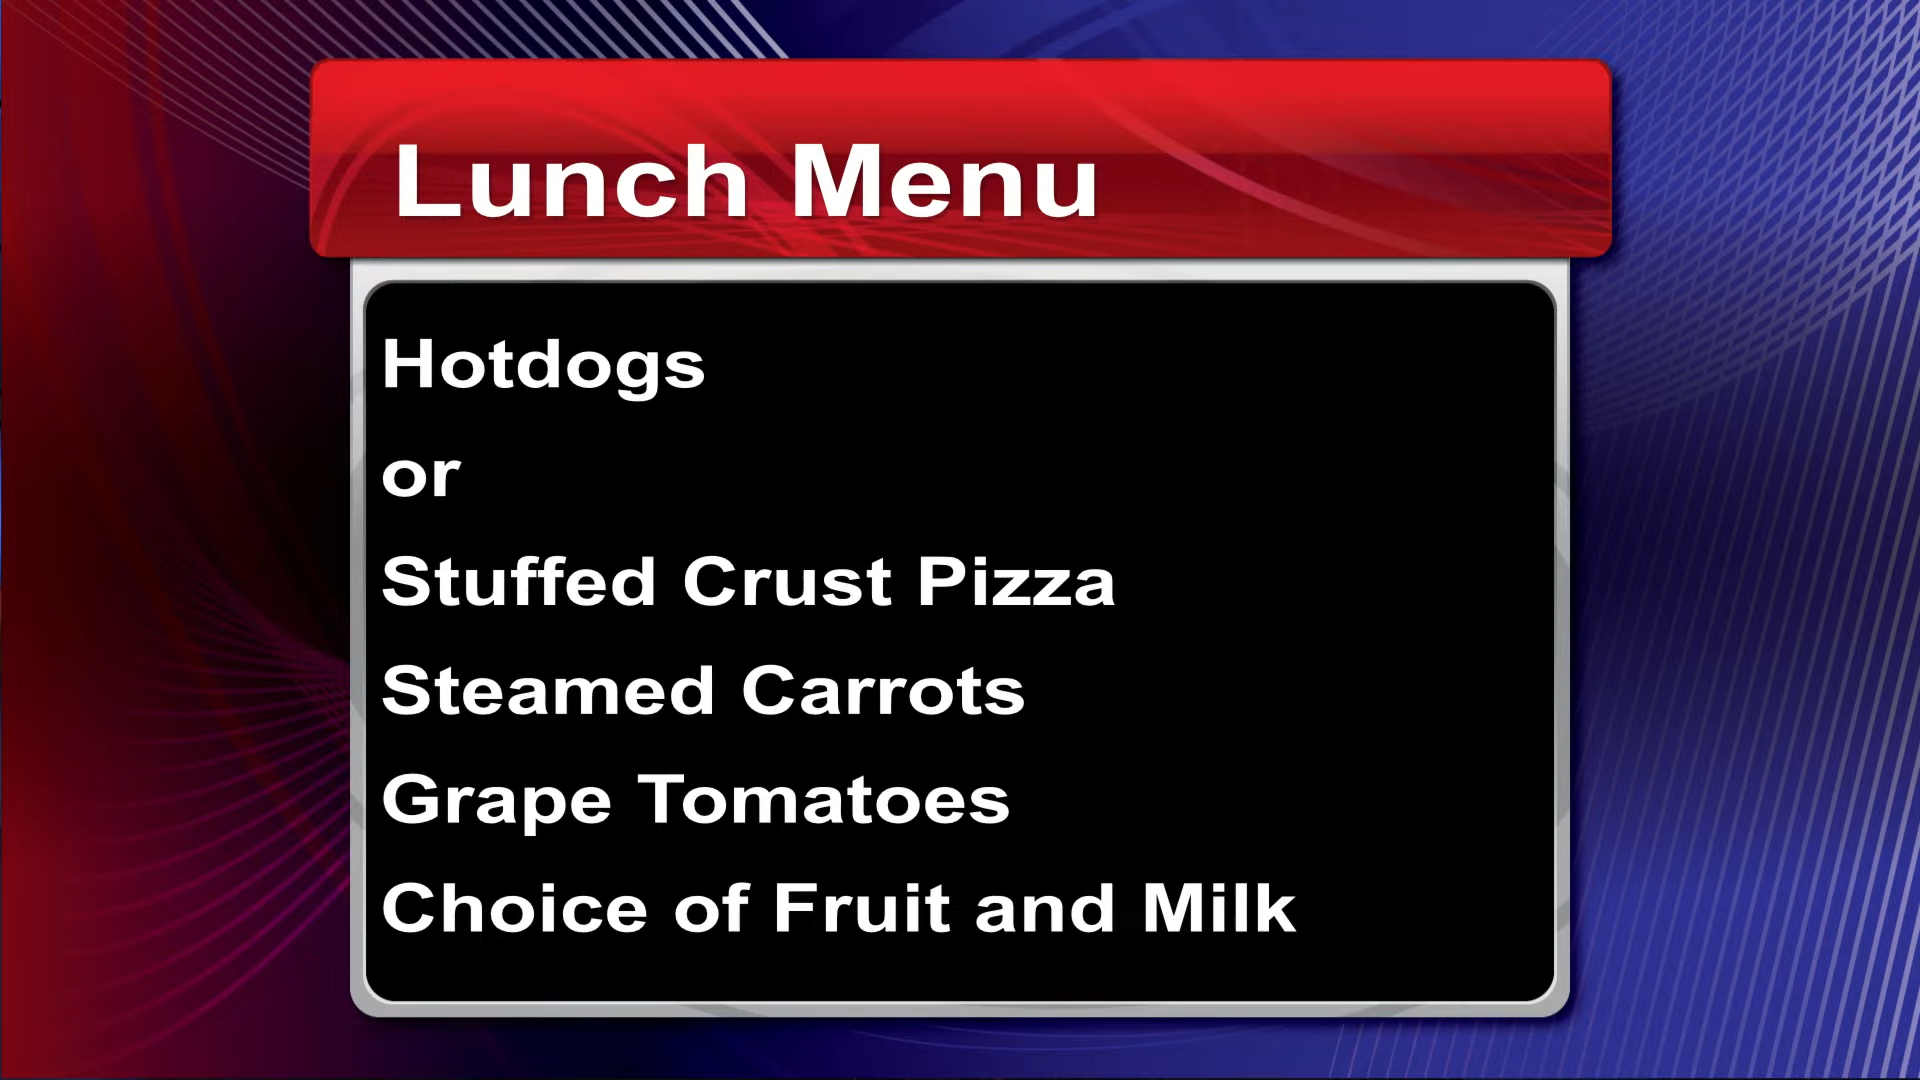 Lunch Menu
Hotdogs
or
Stuffed Crust Pizza
Steamed Carrots
Grape Tomatoes
Choice of Fruit and Milk